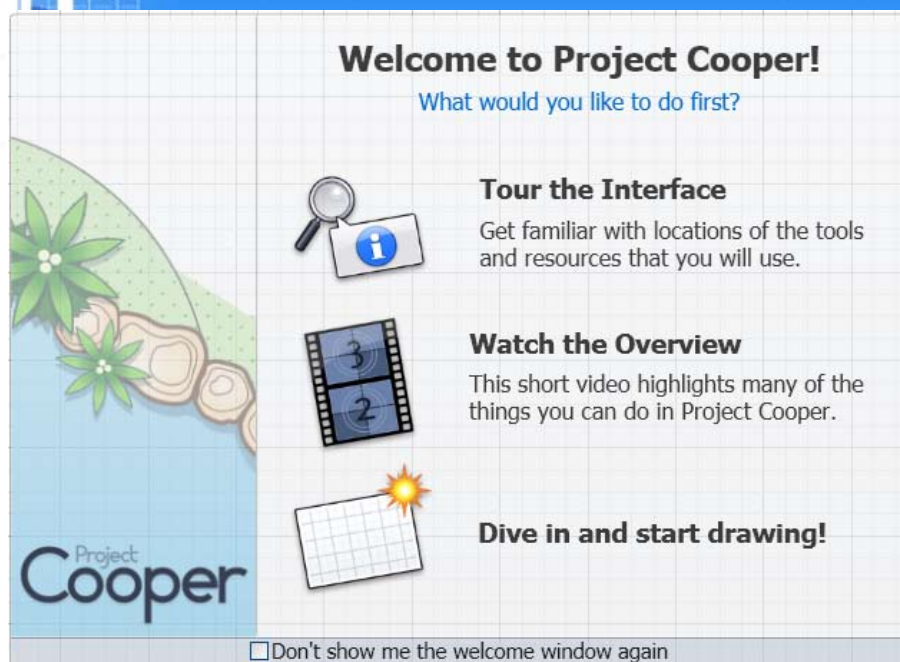 Welcome to Project Cooper!
What would you like to do first?
Tour the Interface
Get familiar with locations of the tools
and resources that you will use.
3
2
Watch the Overview
This short video highlights many of the
things you can do in Project Cooper.
Dive in and start drawing!
Project
Cooper
Don't show me the welcome window again